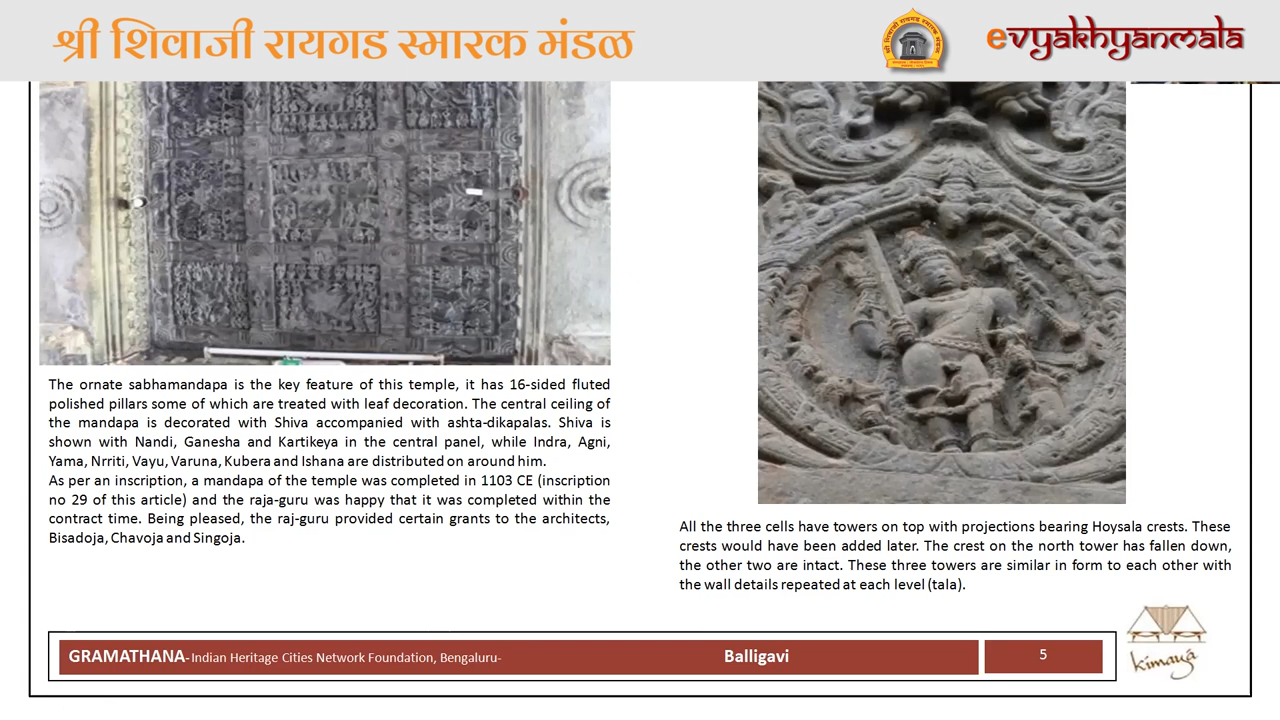 श्री शिवाजी रायगड स्मारक मंडळ
evyakhyanmala
The ornate sabhamandapa is the key feature of this temple, it has 16-sided fluted
polished pillars some of which are treated with leaf decoration. The central ceiling of
the mandapa is decorated with Shiva accompanied with ashta-dikapalas. Shiva is
shown with Nandi, Ganesha and Kartikeya in the central panel, while Indra, Agni,
Yama, Nrriti, Vayu, Varuna, Kubera and Ishana are distributed on around him.
As per an inscription, a mandapa of the temple was completed in 1103 CE (inscription
no 29 of this article) and the raja-guru was happy that it was completed within the
contract time. Being pleased, the raj-guru provided certain grants to the architects,
Bisadoja, Chavoja and Singoja.
All the three cells have towers on top with projections bearing Hoysala crests. These
crests would have been added later. The crest on the north tower has fallen down,
the other two are intact. These three towers are similar in form to each other with
the wall details repeated at each level (tala).
GRAMATHANA-Indian Heritage Cities Network Foundation, Bengaluru-
Balligavi
5
kimaya